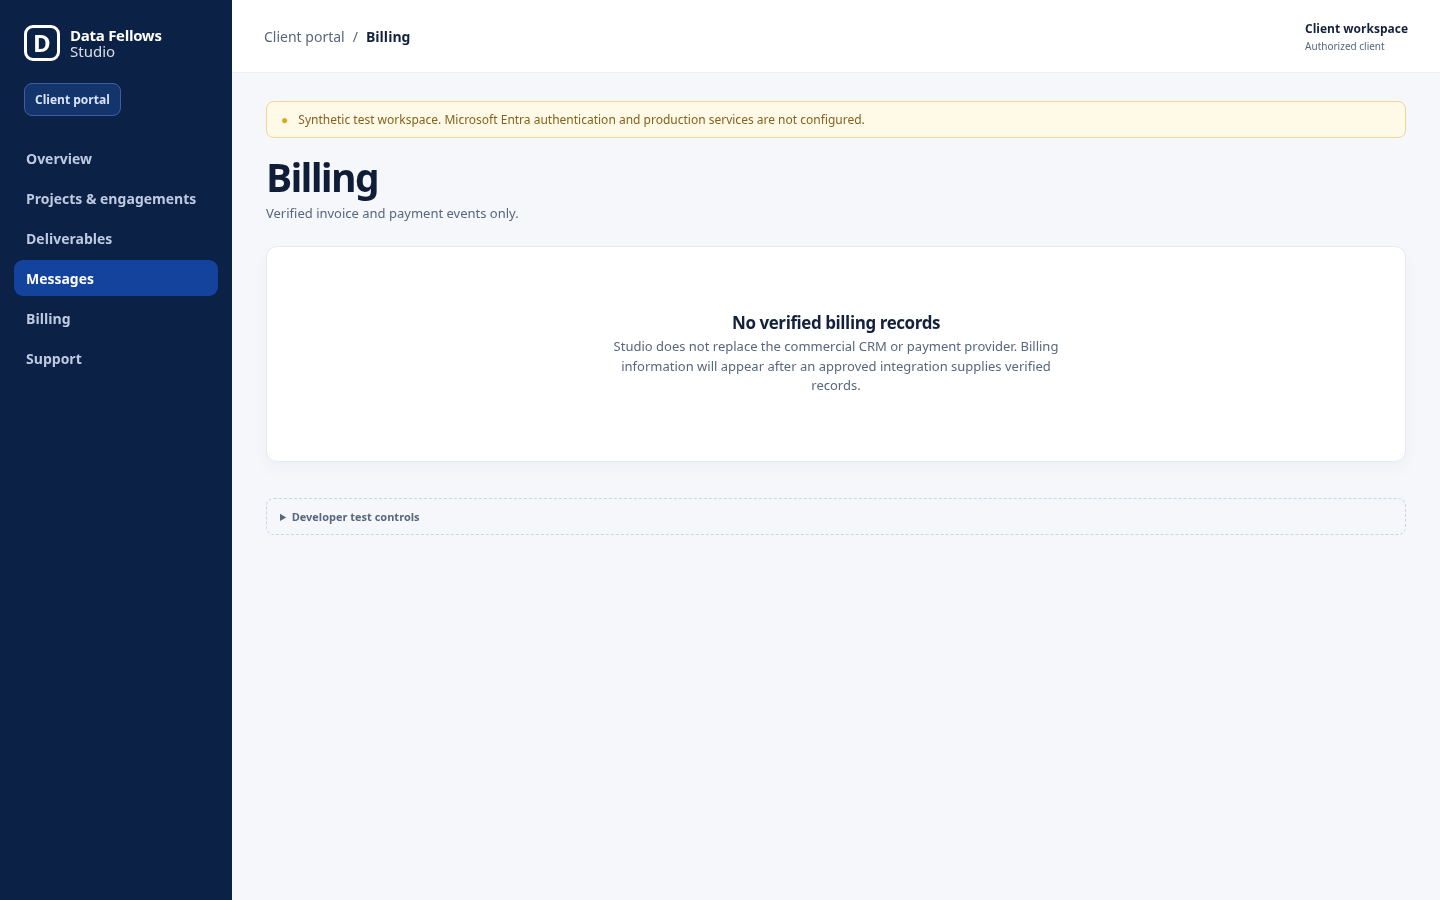 D
Data Fellows
Studio
Client portal
Overview
Projects & engagements
Deliverables
Messages
Billing
Support
Client portal / Billing
Client workspace
Authorized client
Synthetic test workspace. Microsoft Entra authentication and production services are not configured.
Billing
Verified invoice and payment events only.
No verified billing records
Studio does not replace the commercial CRM or payment provider. Billing
information will appear after an approved integration supplies verified
records.
Developer test controls